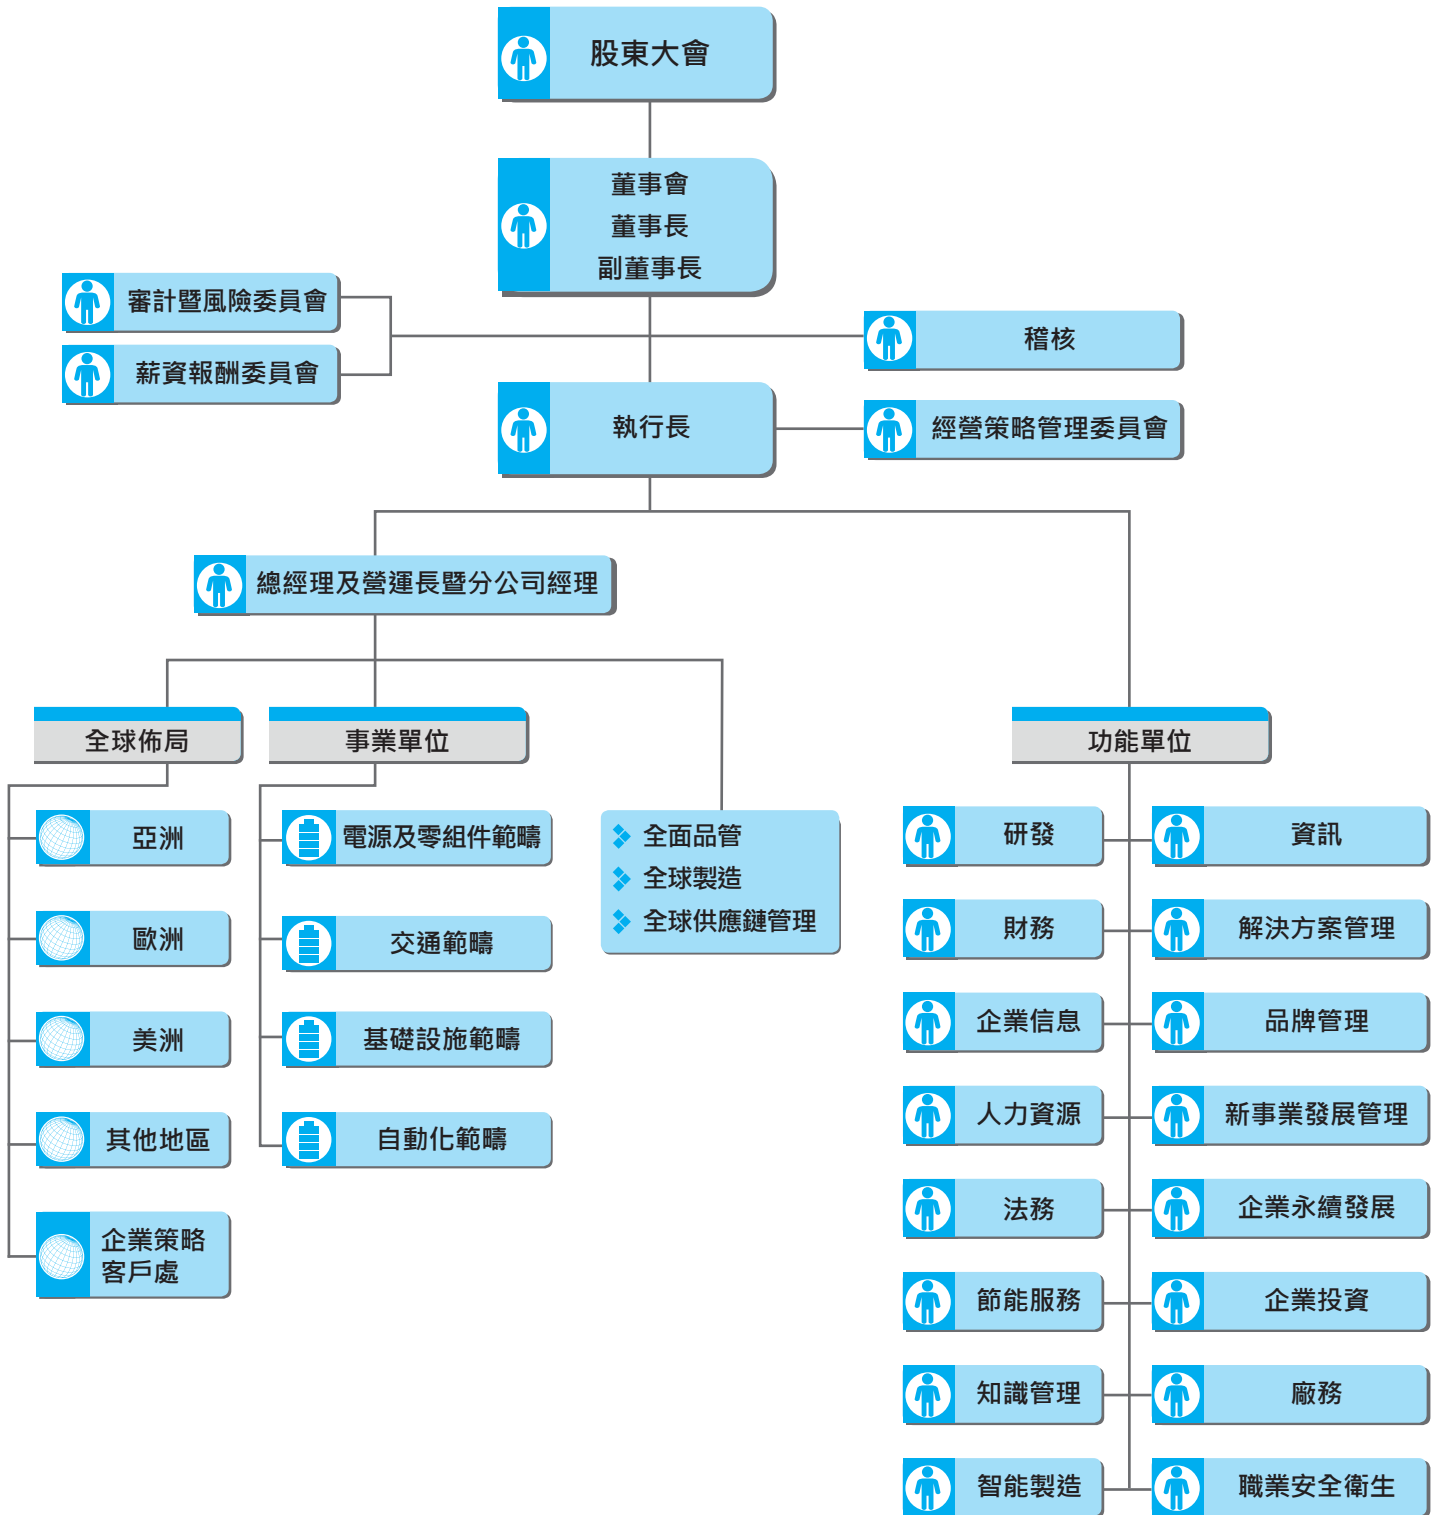 股東大會
董事會
董事長
副董事長
審計暨風險委員會
薪資報酬委員會
稽核
執行長
經營策略管理委員會
總經理及營運長暨分公司經理
全球佈局
事業單位
功能單位
亞洲
歐洲
美洲
其他地區
企業策略
客戶處
電源及零組件範疇
交通範疇
基礎設施範疇
自動化範疇
全面品管
全球製造
全球供應鏈管理
研發
資訊
財務
解決方案管理
企業信息
品牌管理
人力資源
新事業發展管理
法務
企業永續發展
節能服務
企業投資
知識管理
廠務
智能製造
職業安全衛生